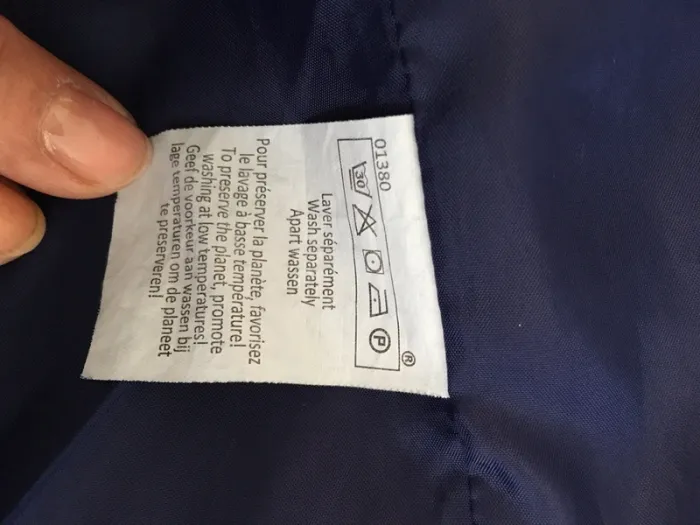 01380
30
P
®
Laver séparément
Wash separately
Apart wassen
Pour préserver la planète, favorisez
le lavage à basse température!
To preserve the planet, promote
washing at low temperatures!
Geef de voorkeur aan wassen bij
lage temperaturen om de planeet
te preserveren!